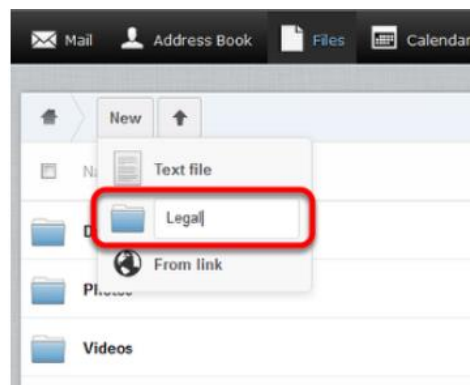 Mail Address Book Files Calendar
New
Text file
Legal
From link
Videos